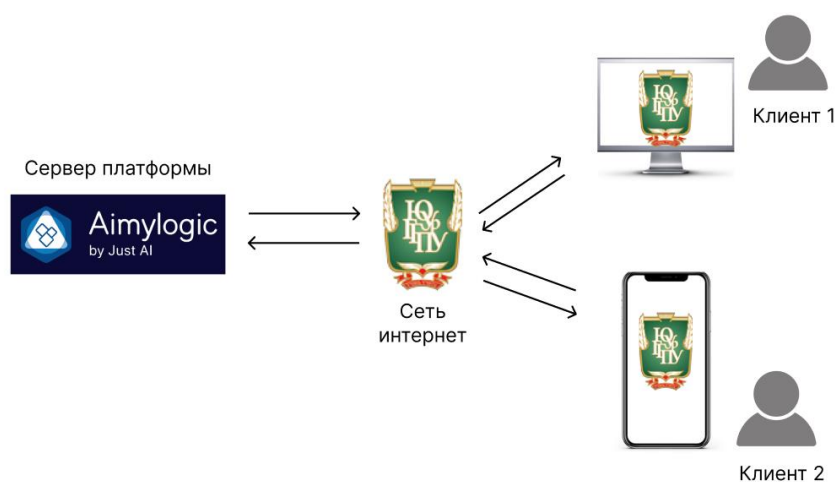 Клиент 1
Сервер платформы
Aimylogic
by Just AI
Сеть
интернет
Клиент 2